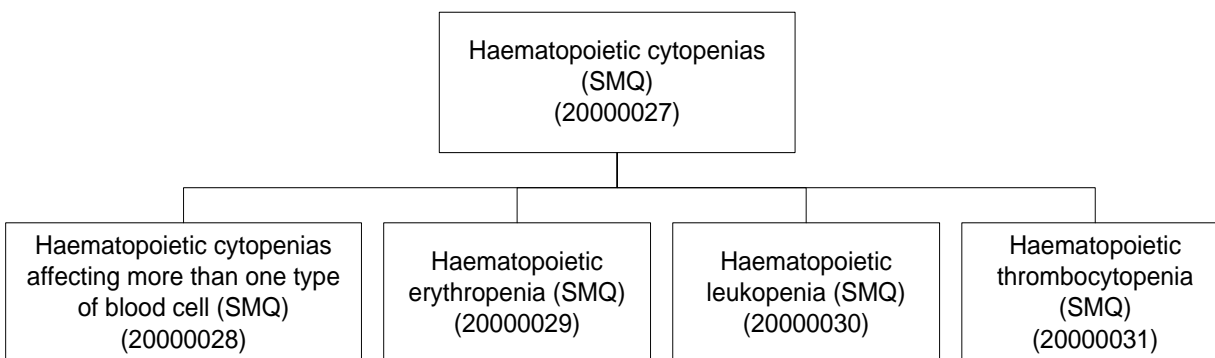 Haematopoietic cytopenias
(SMQ)
(20000027)
Haematopoietic cytopenias
affecting more than one type
of blood cell (SMQ)
(20000028)
Haematopoietic
erythropenia (SMQ)
(20000029)
Haematopoietic
leukopenia (SMQ)
(20000030)
Haematopoietic
thrombocytopenia
(SMQ)
(20000031)